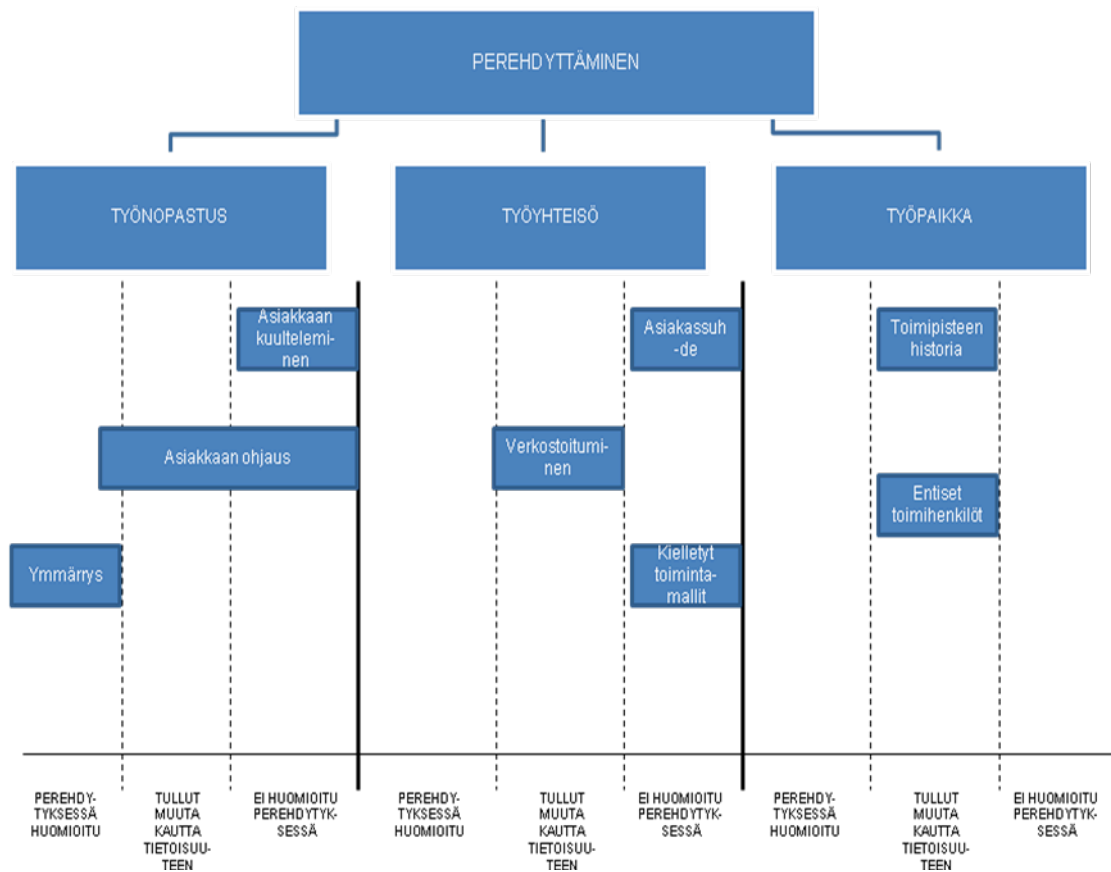 PEREHDYTTÄMINEN
TYÖNOPASTUS
TYÖYHTEISÖ
TYÖPAIKKA
Asiakkaan
kuultelemi-
nen
Asiakassuh
-de
Toimipisteen
historia
Asiakkaan ohjaus
Verkostoitumi-
nen
Entiset
toimihenkilöt
Ymmärrys
Kielletyt
toiminta-
mallit
PEREHDY-
TYKSESSÄ
HUOMIOITU
TULLUT
MUUTA
KAUTTA
TIETOISUU-
TEEN
EI HUOMIOITU
PEREHDYTYK-
SESSÄ
PEREHDY-
TYKSESSÄ
HUOMIOITU
TULLUT
MUUTA
KAUTTA
TIETOISUU-
TEEN
EI HUOMIOITU
PEREHDYTYK-
SESSÄ
PEREHDY-
TYKSESSÄ
HUOMIOITU
TULLUT
MUUTA
KAUTTA
TIETOISUU-
TEEN
EI HUOMIOITU
PEREHDYTYK-
SESSÄ